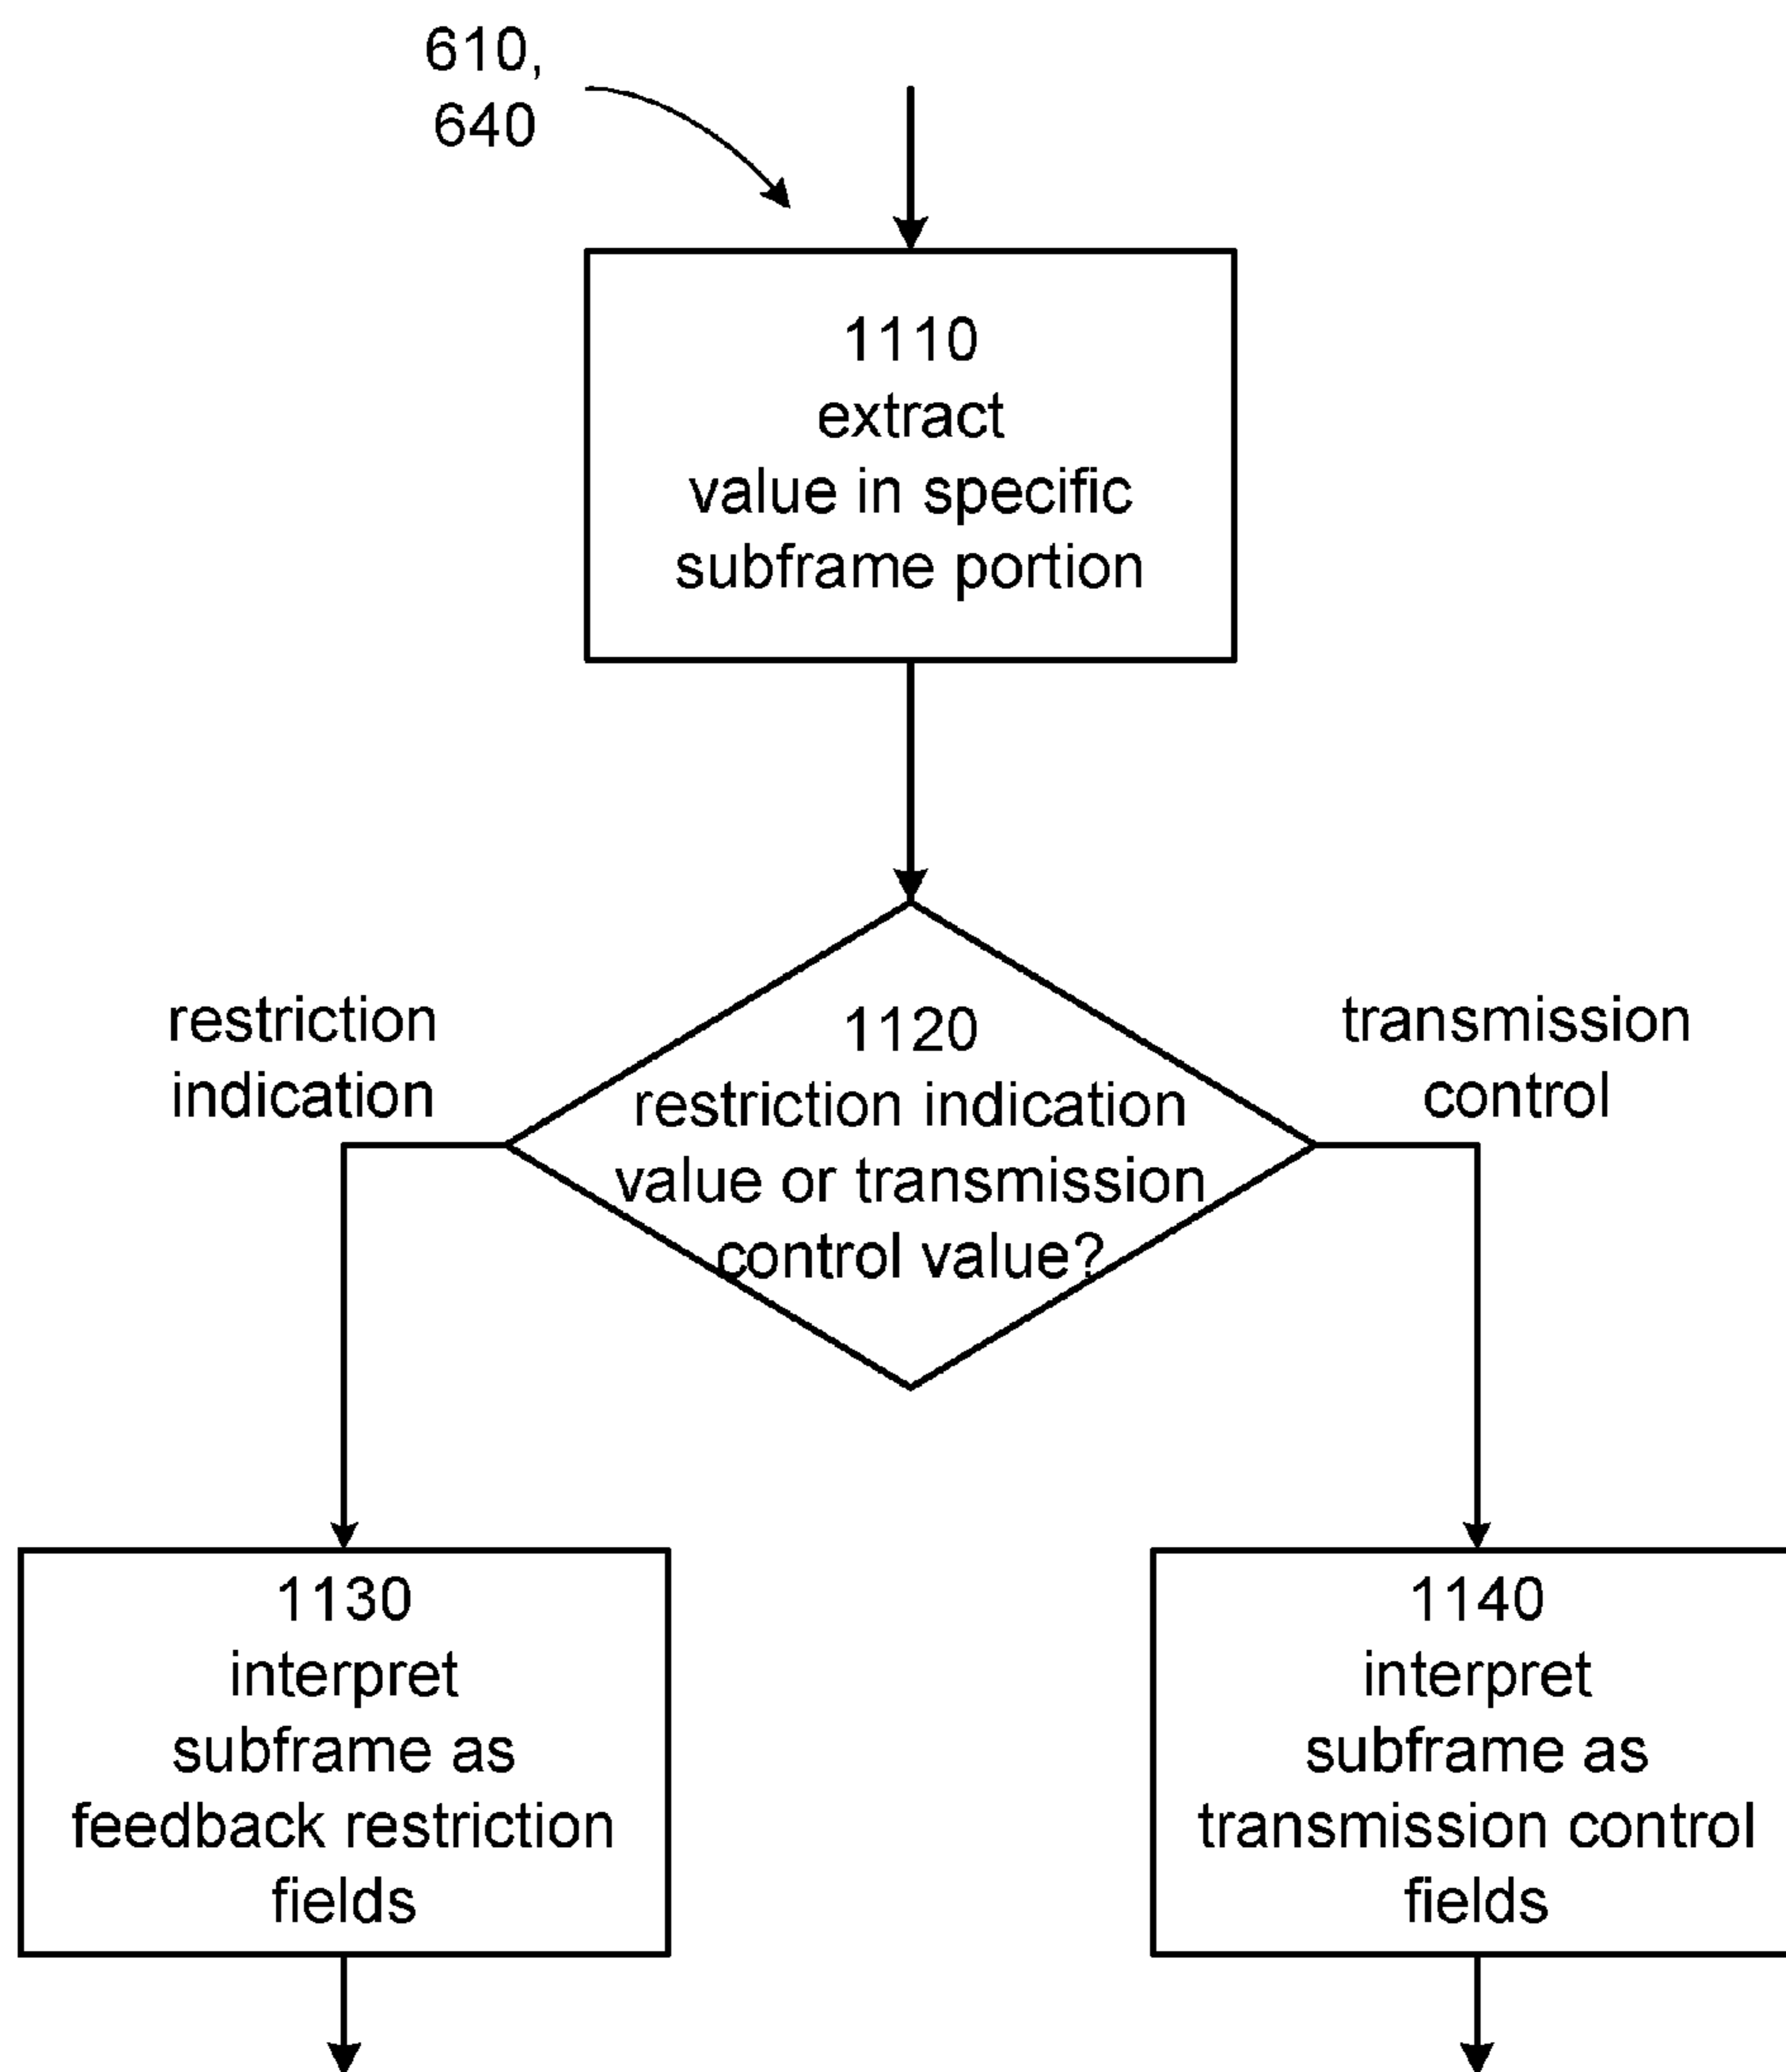 610,
640
1110
extract
value in specific
subframe portion
restriction
indication
1120
restriction indication
value or transmission
control value?
transmission
control
1130
interpret
subframe as
feedback restriction
fields
1140
interpret
subframe as
transmission control
fields